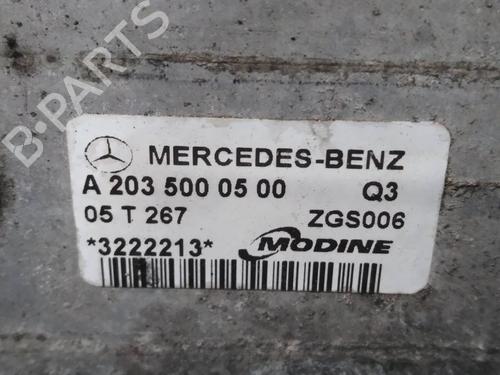 B-PARTS
MERCEDES-BENZ
A 203 500 05 00 Q3
05 T 267 ZGS006
*3222213* MODINE